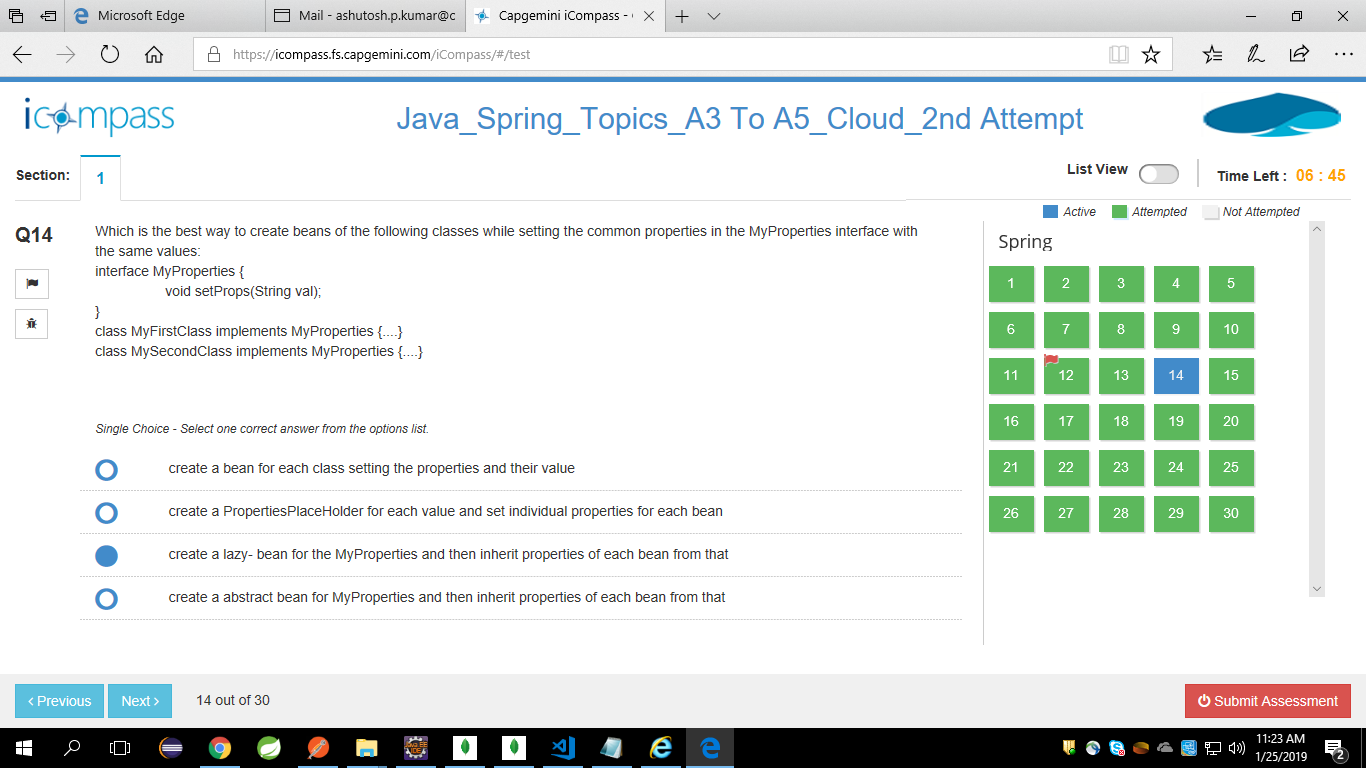 Microsoft Edge
Mail - ashutosh.p.kumar@c
Capgemini iCompass -
https://icompass.fs.capgemini.com/iCompass/#/test
icompass
Java_Spring_Topics_A3 To A5_Cloud_2nd Attempt
Section:
1
List View
Time Left : 06 : 45
Active Attempted Not Attempted
Q14
Which is the best way to create beans of the following classes while setting the common properties in the MyProperties interface with
the same values:
interface MyProperties {
void setProps(String val);
}
class MyFirstClass implements MyProperties {....}
class MySecondClass implements MyProperties {....}
Single Choice - Select one correct answer from the options list.
create a bean for each class setting the properties and their value
create a PropertiesPlaceHolder for each value and set individual properties for each bean
create a lazy- bean for the MyProperties and then inherit properties of each bean from that
create a abstract bean for MyProperties and then inherit properties of each bean from that
Spring
1 2 3 4 5
6 7 8 9 10
11 12 13 14 15
16 17 18 19 20
21 22 23 24 25
26 27 28 29 30
Previous
Next
14 out of 30
Submit Assessment
11:23 AM
1/25/2019
2